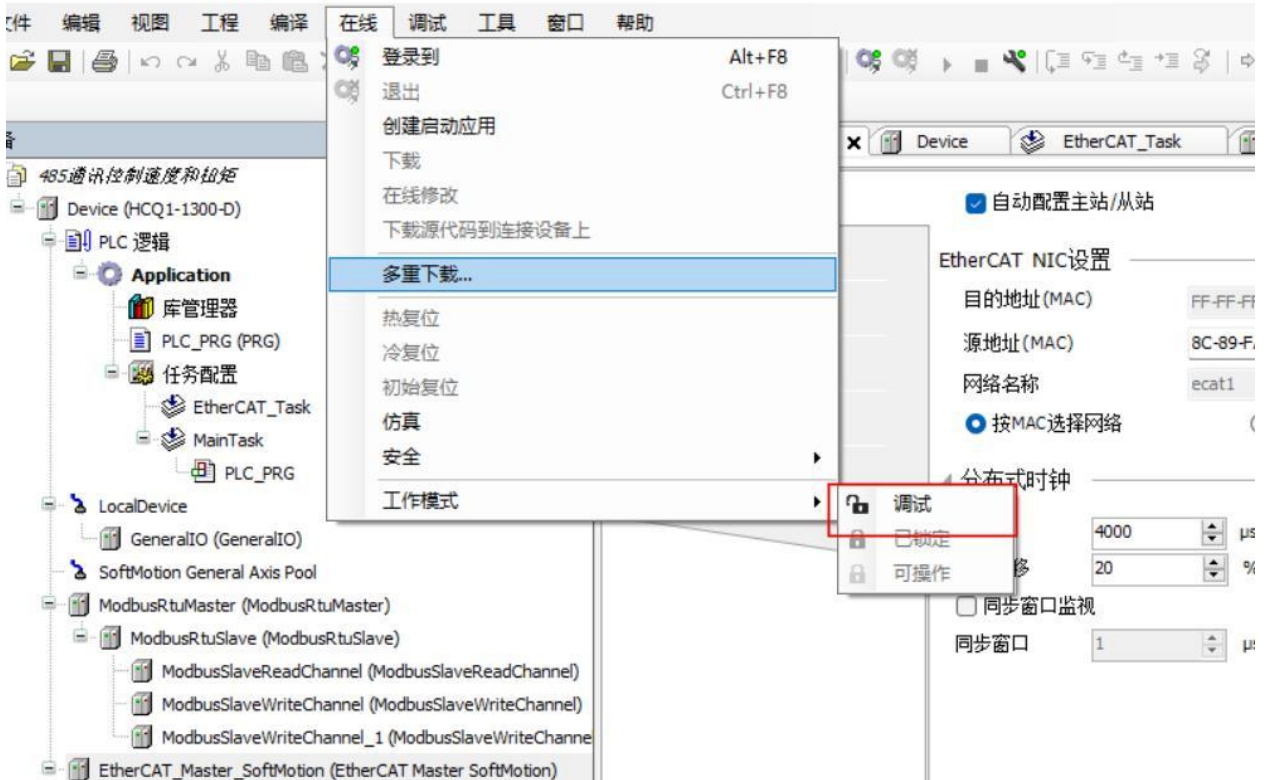 件 编辑 视图 工程 编译 在线 调试 工具 窗口 帮助
登录到 Alt+F8
退出 Ctrl+F8
创建启动应用
下载
在线修改
下载源代码到连接设备上
多重下载...
热复位
冷复位
初始复位
仿真
安全
工作模式
调试
已锁定
可操作
485通讯控制速度和扭矩
Device (HCQ1-1300-D)
PLC 逻辑
Application
库管理器
PLC_PRG (PRG)
任务配置
EtherCAT_Task
MainTask
PLC_PRG
LocalDevice
GeneralIO (GeneralIO)
SoftMotion General Axis Pool
ModbusRtuMaster (ModbusRtuMaster)
ModbusRtuSlave (ModbusRtuSlave)
ModbusSlaveReadChannel (ModbusSlaveReadChannel)
ModbusSlaveWriteChannel (ModbusSlaveWriteChannel)
ModbusSlaveWriteChannel_1 (ModbusSlaveWriteChanne
EtherCAT_Master_SoftMotion (EtherCAT Master SoftMotion)
Device EtherCAT_Task
自动配置主站/从站
EtherCAT NIC设置
目的地址(MAC) FF-FF-FF
源地址(MAC) 8C-89-F
网络名称 ecat1
按MAC选择网络
分布式时钟
4000 µs
移 20 %
同步窗口监视
同步窗口 1 µs